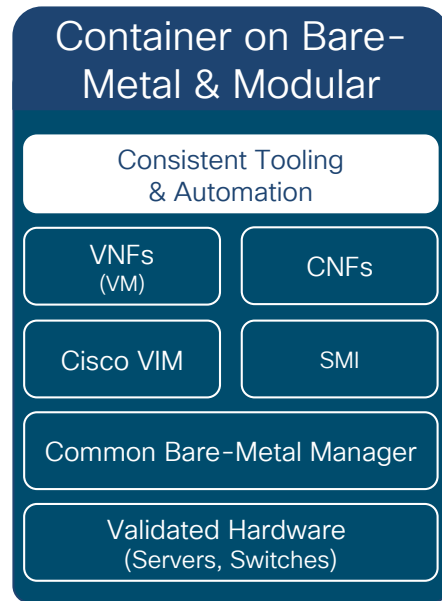 Container on Bare-
Metal & Modular
Consistent Tooling
& Automation
VNFs
(VM)
CNFs
Cisco VIM
SMI
Common Bare-Metal Manager
Validated Hardware
(Servers, Switches)